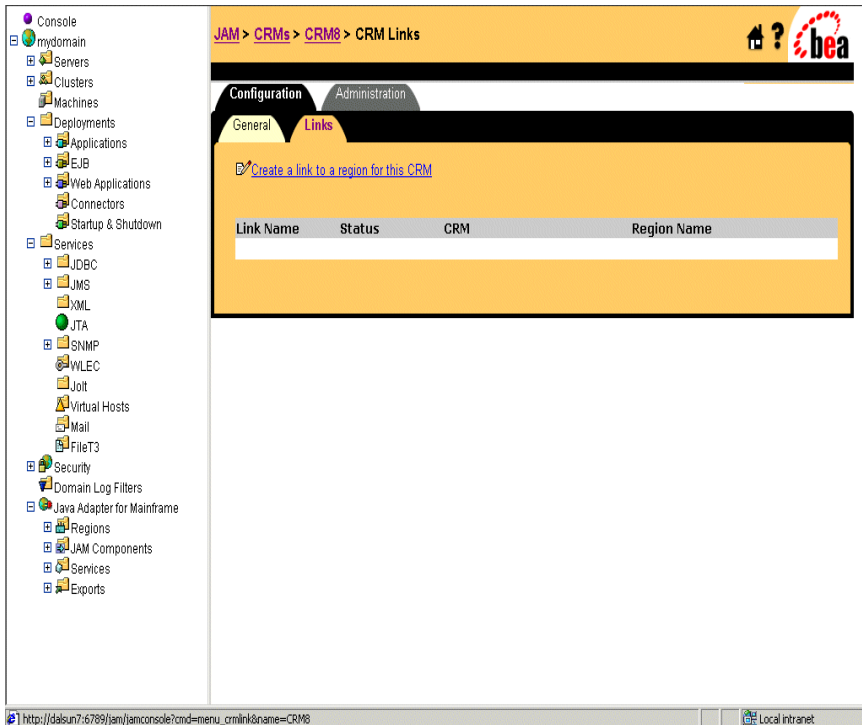 Console
mydomain
Servers
Clusters
Machines
Deployments
Applications
EJB
Web Applications
Connectors
Startup & Shutdown
Services
JDBC
JMS
XML
JTA
SNMP
WLEC
Jolt
Virtual Hosts
Mail
FileT3
Security
Domain Log Filters
Java Adapter for Mainframe
Regions
JAM Components
Services
Exports
JAM > CRMs > CRM8 > CRM Links
?
bea
Configuration Administration
General Links
Create a link to a region for this CRM
Link Name Status CRM Region Name
http://dalsun7:6789/jam/jamconsole?cmd=menu_crmlink&name=CRM8 Local intranet